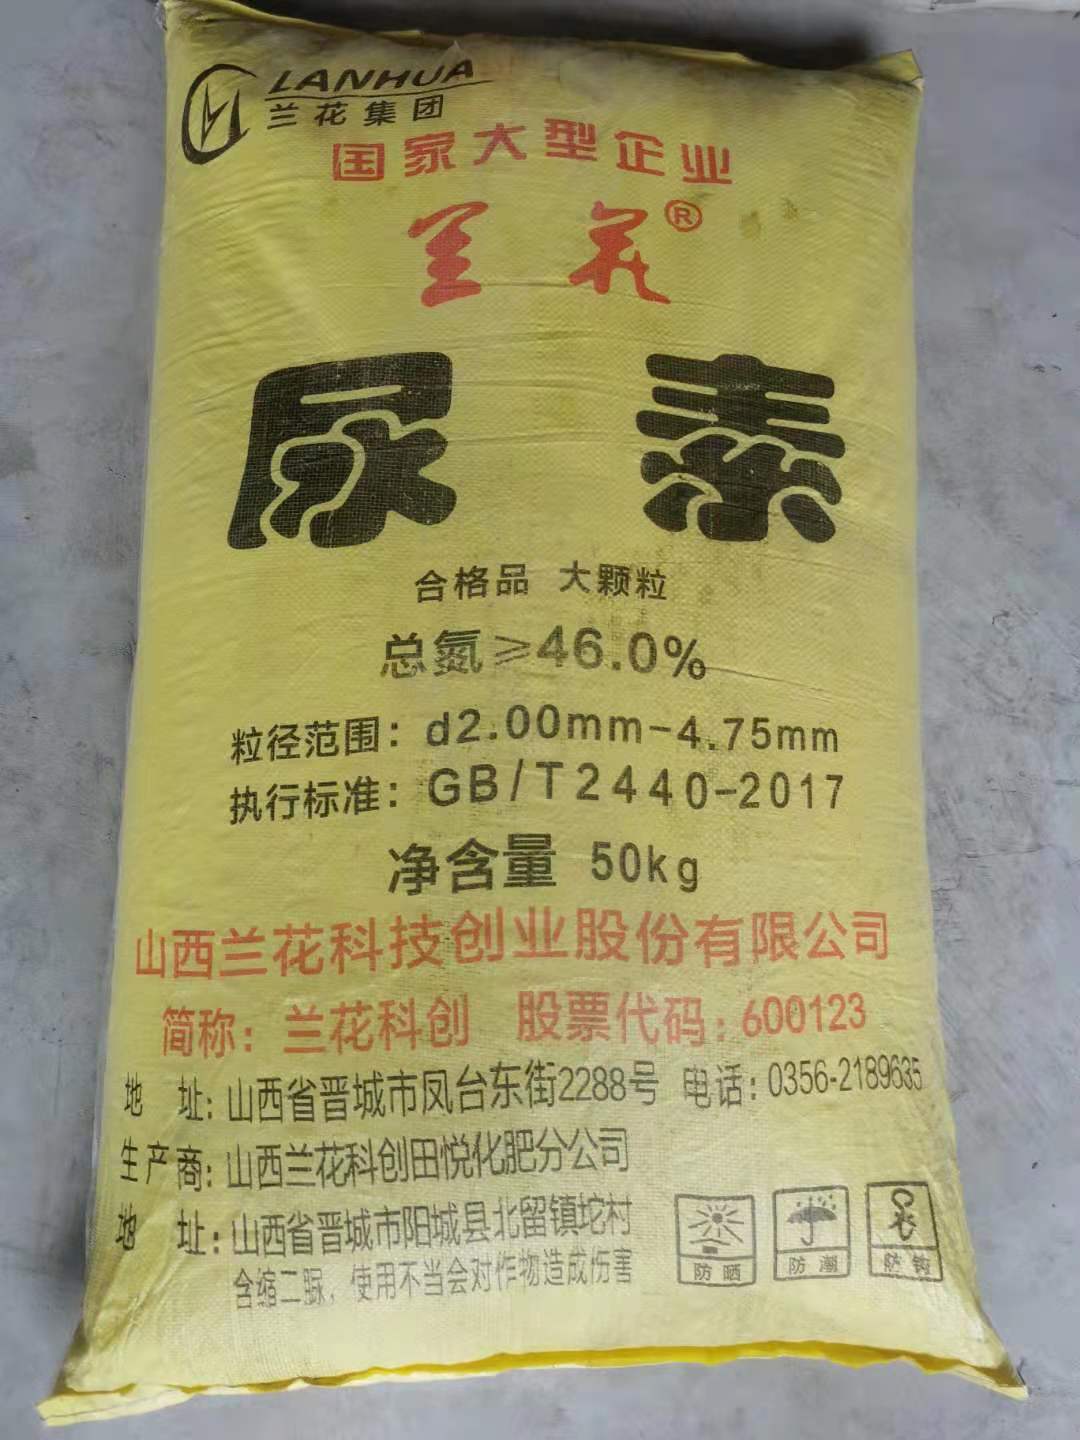 LANHUA
兰花集团
国家大型企业
兰花®
尿素
合格品 大颗粒
总氮≥46.0%
粒径范围：d2.00mm-4.75mm
执行标准：GB/T2440-2017
净含量 50kg
山西兰花科技创业股份有限公司
简称：兰花科创 股票代码：600123
地 址：山西省晋城市凤台东街2288号 电话：0356-2189635
生产商：山西兰花科创田悦化肥分公司
地 址：山西省晋城市阳城县北留镇坨村
含缩二脲，使用不当会对作物造成伤害
防晒 防潮 防钩